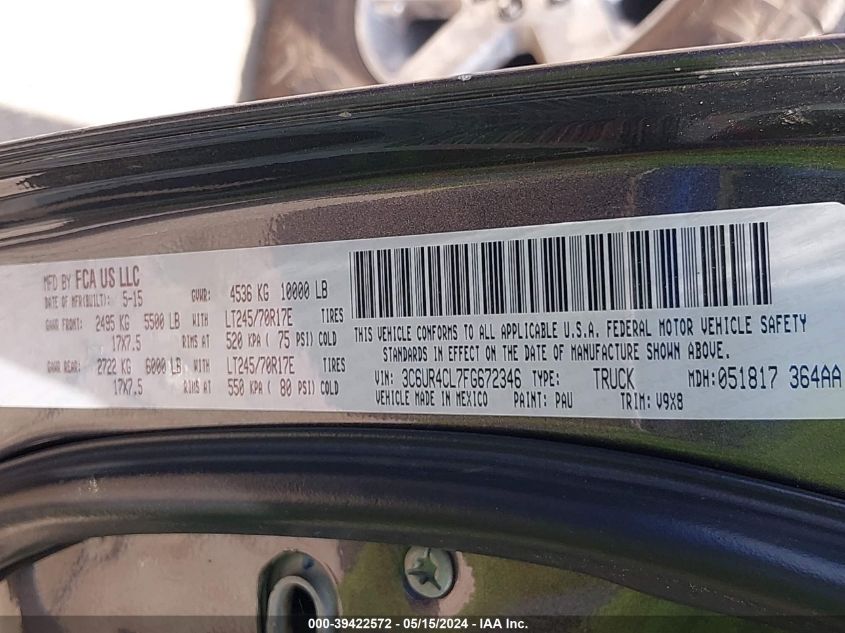 MFD BY FCA US LLC
DATE OF MFR(BUILT): 5-15 GVWR: 4536 KG 10000 LB
GAWR FRONT: 2495 KG 5500 LB WITH LT245/70R17E TIRES
17X7.5 RIMS AT 520 KPA ( 75 PSI) COLD
GAWR REAR: 2722 KG 6000 LB WITH LT245/70R17E TIRES
17X7.5 RIMS AT 550 KPA ( 80 PSI) COLD
THIS VEHICLE CONFORMS TO ALL APPLICABLE U.S.A. FEDERAL MOTOR VEHICLE SAFETY
STANDARDS IN EFFECT ON THE DATE OF MANUFACTURE SHOWN ABOVE.
VIN: 3C6UR4CL7FG672346 TYPE: TRUCK MDH:051817 364AA
VEHICLE MADE IN MEXICO PAINT: PAU TRIM: V9X8
000-39422572 - 05/15/2024 - IAA Inc.